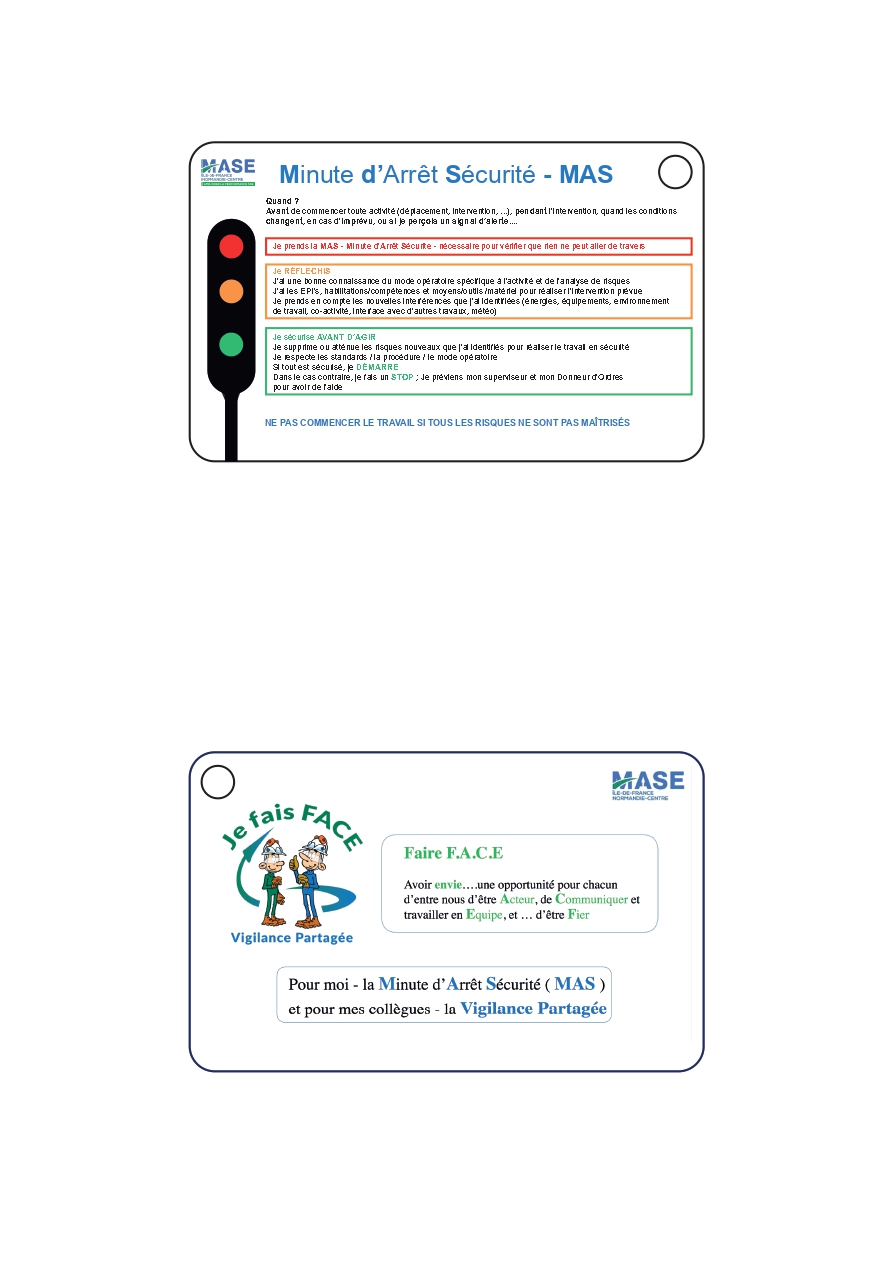 MASE
ÎLE-DE-FRANCE
NORMANDIE-CENTRE
Minute d'Arrêt Sécurité - MAS
Quand ?
Avant de commencer toute activité (déplacement, intervention, ...), pendant l'intervention, quand les conditions
changent, en cas d'imprévu, ou si je perçois un signal d'alerte....
Je prends la MAS - Minute d'Arrêt Sécurite - nécessaire pour vérifier que rien ne peut aller de travers
Je RÉFLECHIS
J'ai une bonne connaissance du mode opératoire spécifique à l'activité et de l'analyse de risques
J'ai les EPI's, habilitations/compétences et moyens/outils/matériel pour réaliser l'intervention prévue
Je prends en compte les nouvelles interférences que j'ai identifiées (énergies, équipements, environnement
de travail, co-activité, interface avec d'autres travaux, météo)
Je sécurise AVANT D'AGIR
Je supprime ou atténue les risques nouveaux que j'ai identifiés pour réaliser le travail en sécurité
Je respecte les standards / la procédure / le mode opératoire
Si tout est sécurisé, je DÉMARRE
Dans le cas contraire, je fais un STOP ; Je préviens mon superviseur et mon Donneur d'Ordres
pour avoir de l'aide
NE PAS COMMENCER LE TRAVAIL SI TOUS LES RISQUES NE SONT PAS MAÎTRISÉS
MASE
ÎLE-DE-FRANCE
NORMANDIE-CENTRE
Je fais FACE
Vigilance Partagée
Faire F.A.C.E
Avoir envie….une opportunité pour chacun
d'entre nous d'être Acteur, de Communiquer et
travailler en Equipe, et … d'être Fier
Pour moi - la Minute d'Arrêt Sécurité ( MAS )
et pour mes collègues - la Vigilance Partagée